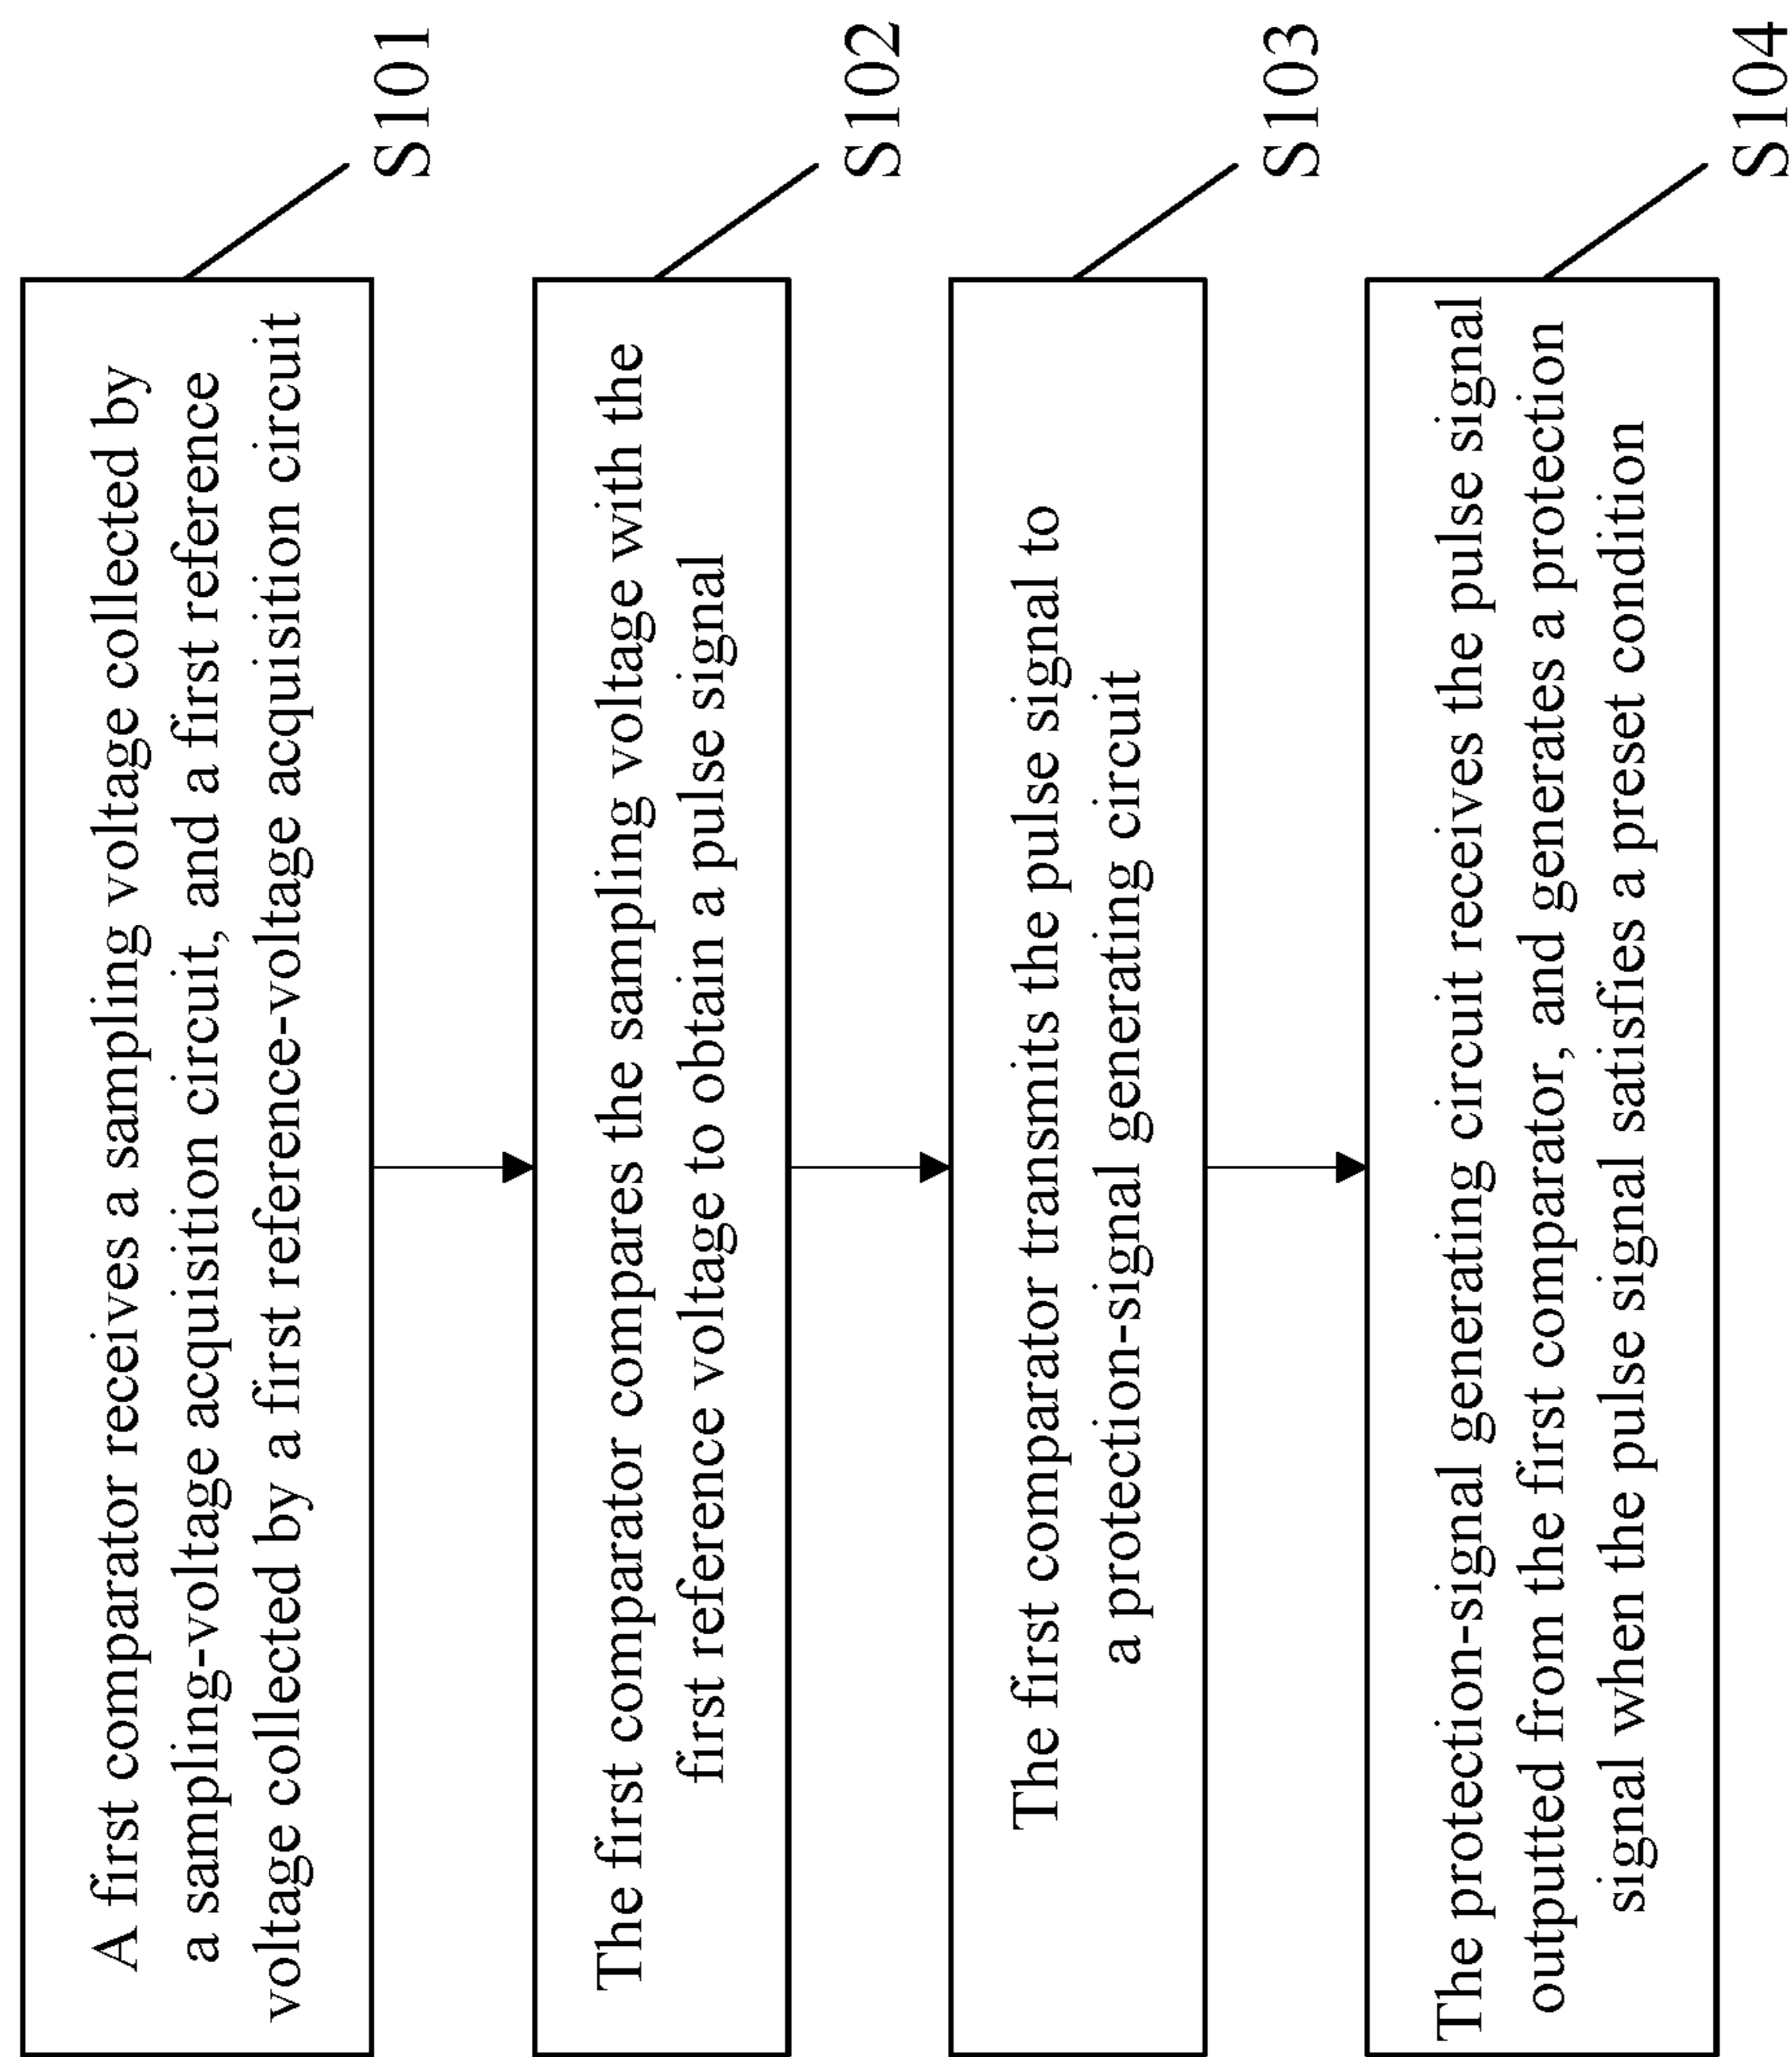 A first comparator receives a sampling voltage collected by
a sampling-voltage acquisition circuit, and a first reference
voltage collected by a first reference-voltage acquisition circuit
S101
The first comparator compares the sampling voltage with the
first reference voltage to obtain a pulse signal
S102
The first comparator transmits the pulse signal to
a protection-signal generating circuit
S103
The protection-signal generating circuit receives the pulse signal
outputted from the first comparator, and generates a protection
signal when the pulse signal satisfies a preset condition
S104